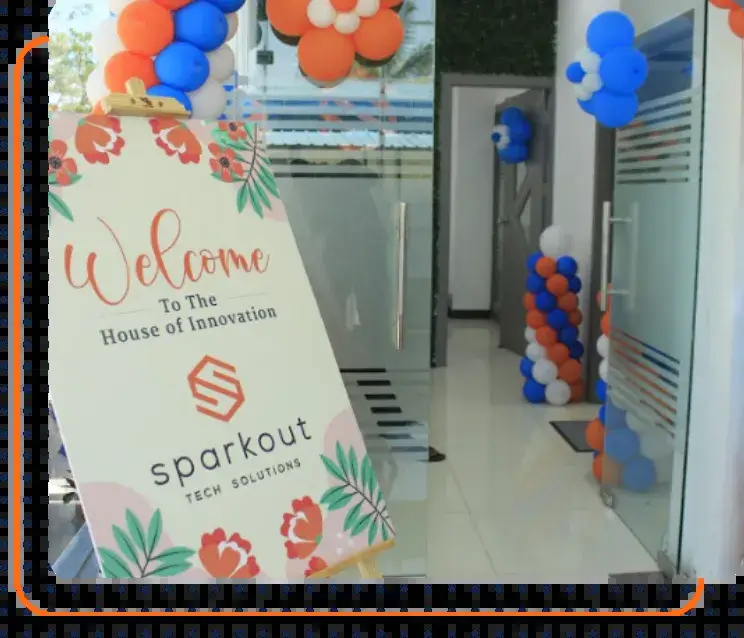 Welcome
To The
House of Innovation
sparkout
TECH SOLUTIONS